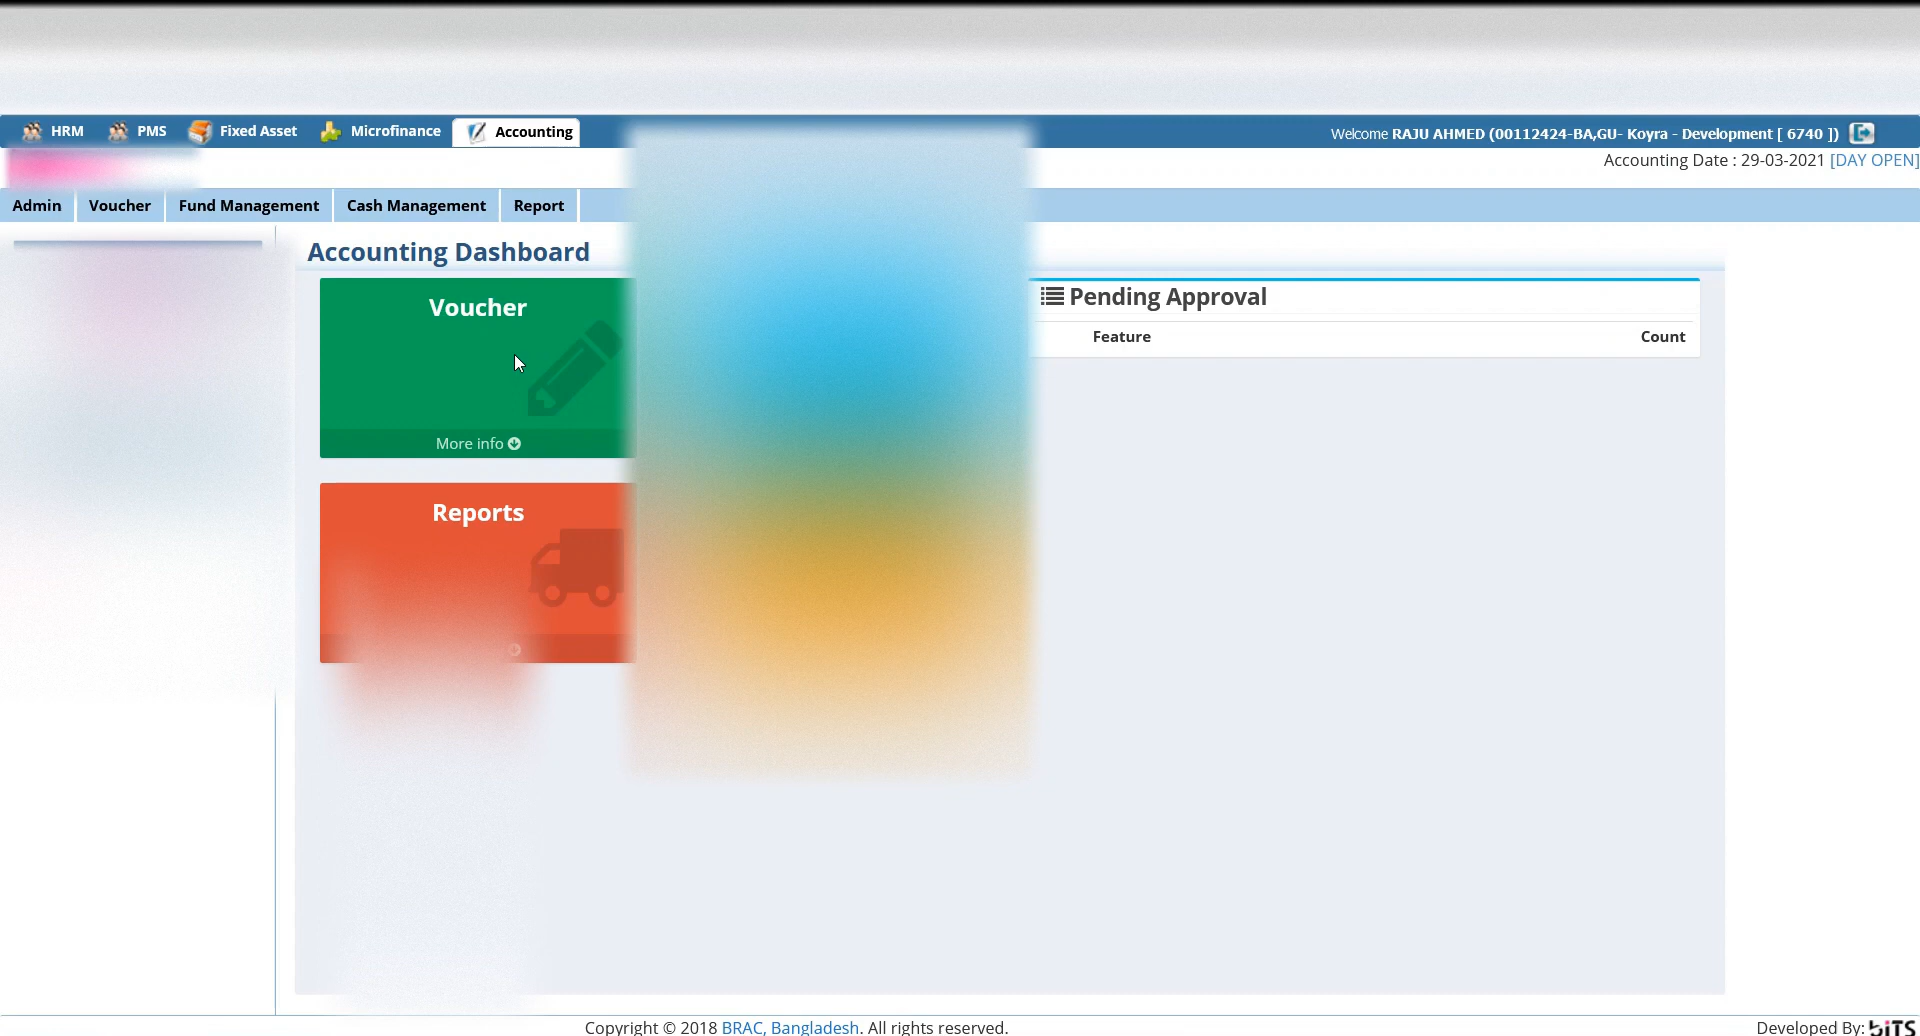 HRM PMS Fixed Asset Microfinance Accounting Welcome RAJU AHMED (00112424-BA,GU- Koyra - Development [ 6740 ])
Accounting Date : 29-03-2021 [DAY OPEN]
Admin Voucher Fund Management Cash Management Report
Accounting Dashboard
Voucher
More info
Reports
Pending Approval
Feature Count
Copyright © 2018 BRAC, Bangladesh. All rights reserved.
Developed By: biTS